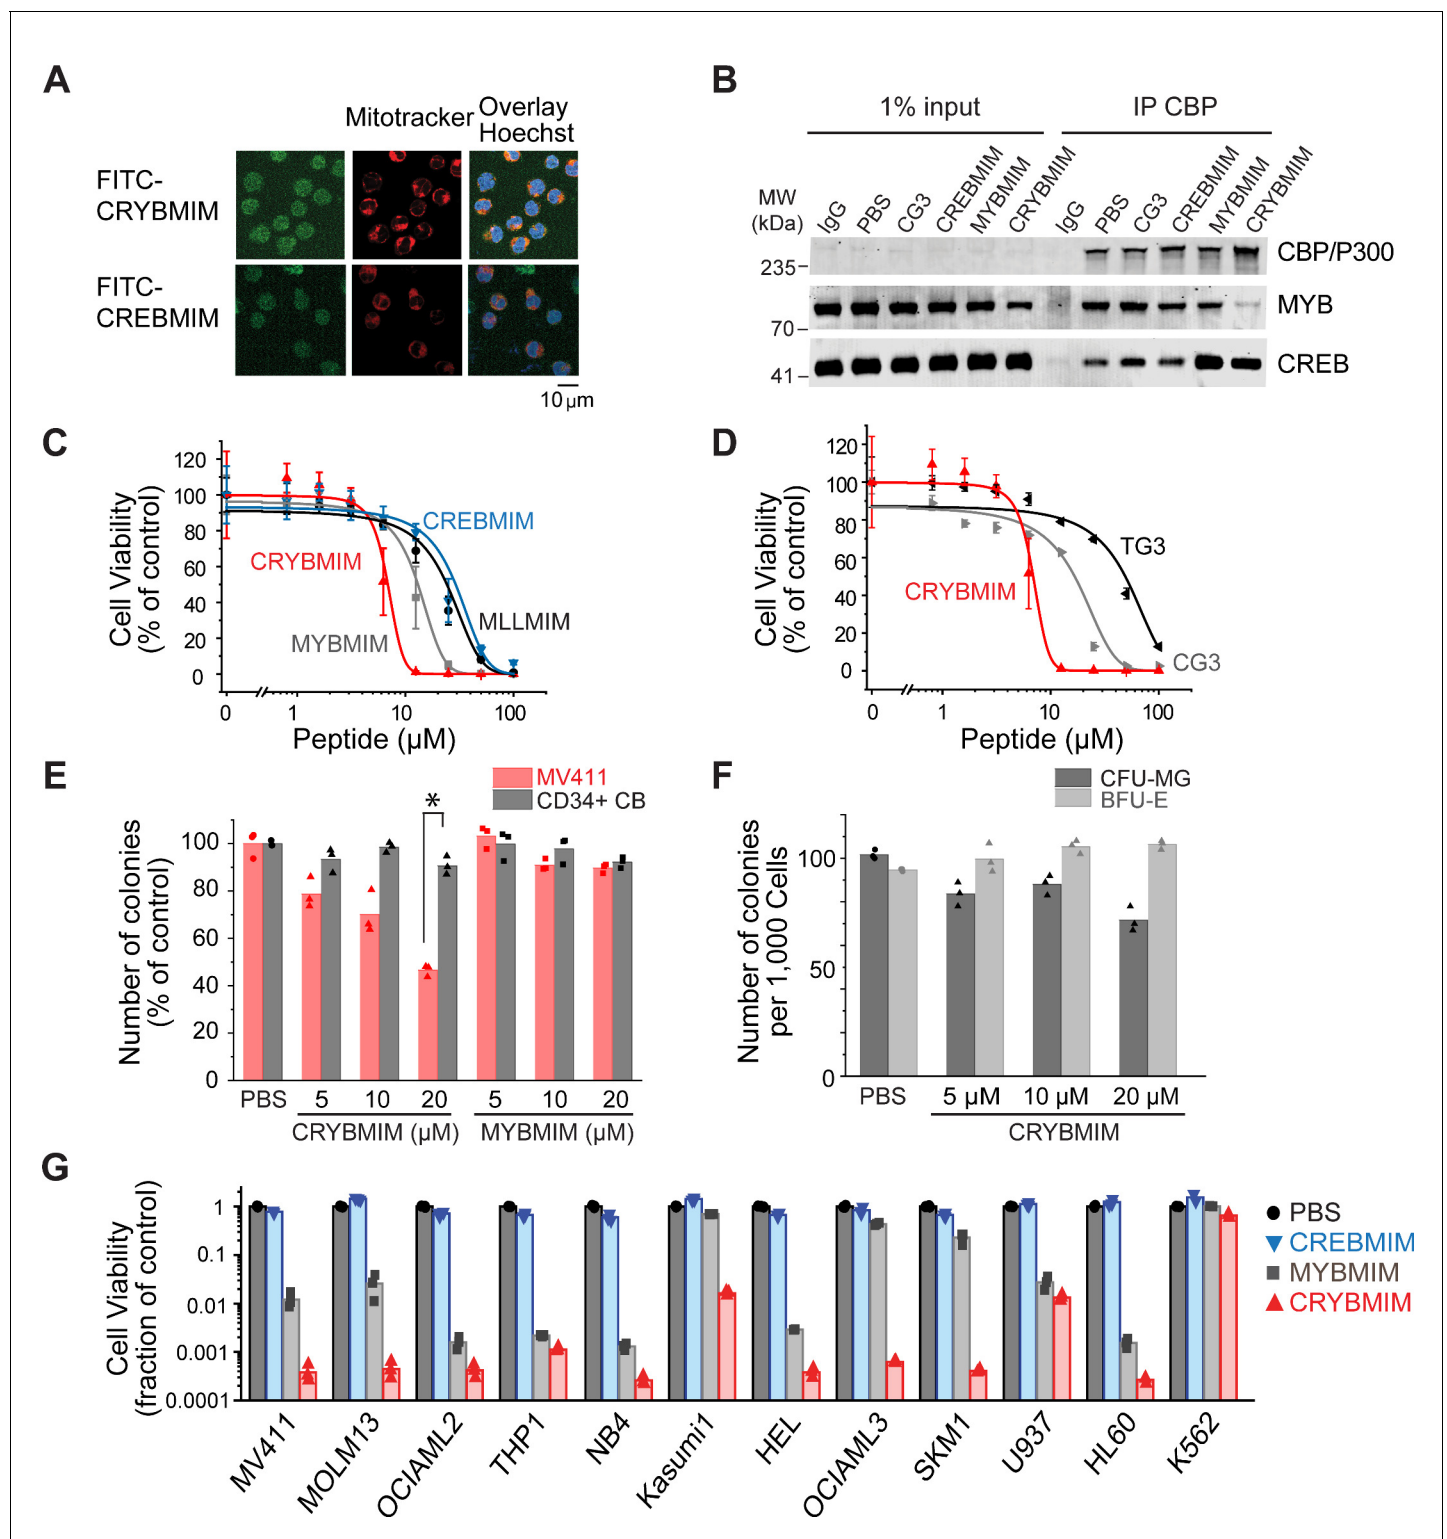 A
Mitotracker
Overlay
Hoechst
FITC-
CRYBMIM
FITC-
CREBMIM
10 µm
B
1% input
IP CBP
MW
(kDa)
IgG
PBS
CG3
CREBMIM
MYBMIM
CRYBMIM
IgG
PBS
CG3
CREBMIM
MYBMIM
CRYBMIM
235
CBP/P300
MYB
70
CREB
41
C
Cell Viability
(% of control)
120
100
80
60
40
20
0
CREBMIM
CRYBMIM
MLLMIM
MYBMIM
0
1
10
100
Peptide (µM)
D
Cell Viability
(% of control)
120
100
80
60
40
20
0
TG3
CRYBMIM
CG3
0
1
10
100
Peptide (µM)
E
MV411
CD34+ CB
*
Number of colonies
(% of control)
100
80
60
40
20
0
PBS
5
10
20
5
10
20
CRYBMIM (µM)
MYBMIM (µM)
F
CFU-MG
BFU-E
Number of colonies
per 1,000 Cells
100
50
0
PBS
5 µM
10 µM
20 µM
CRYBMIM
G
Cell Viability
(fraction of control)
1
0.1
0.01
0.001
0.0001
MV411
MOLM13
OCIAML2
THP1
NB4
Kasumi1
HEL
OCIAML3
SKM1
U937
HL60
K562
PBS
CREBMIM
MYBMIM
CRYBMIM